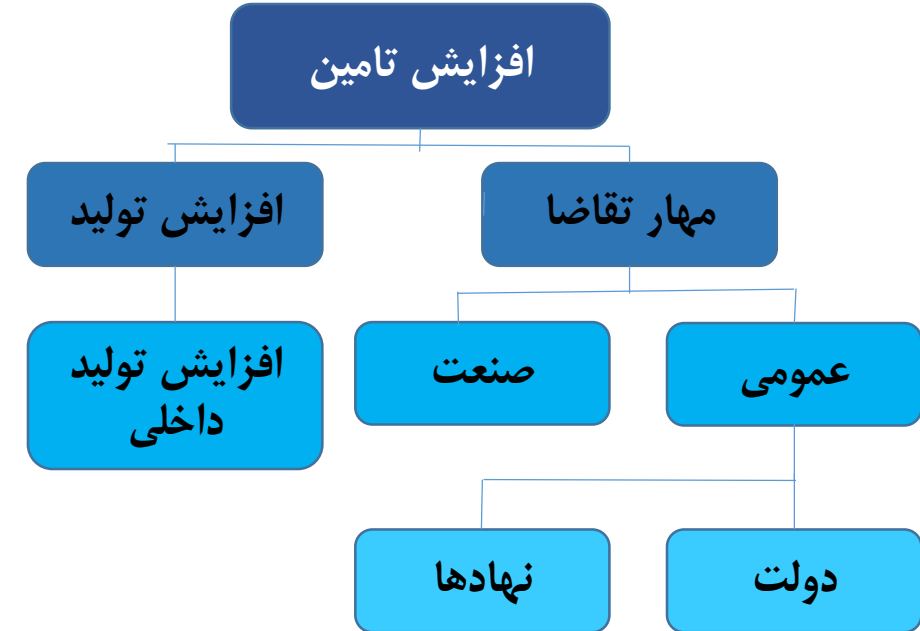 افزایش تامین
مهار تقاضا
افزایش تولید
عمومی
صنعت
افزایش تولید
داخلی
دولت
نهادها